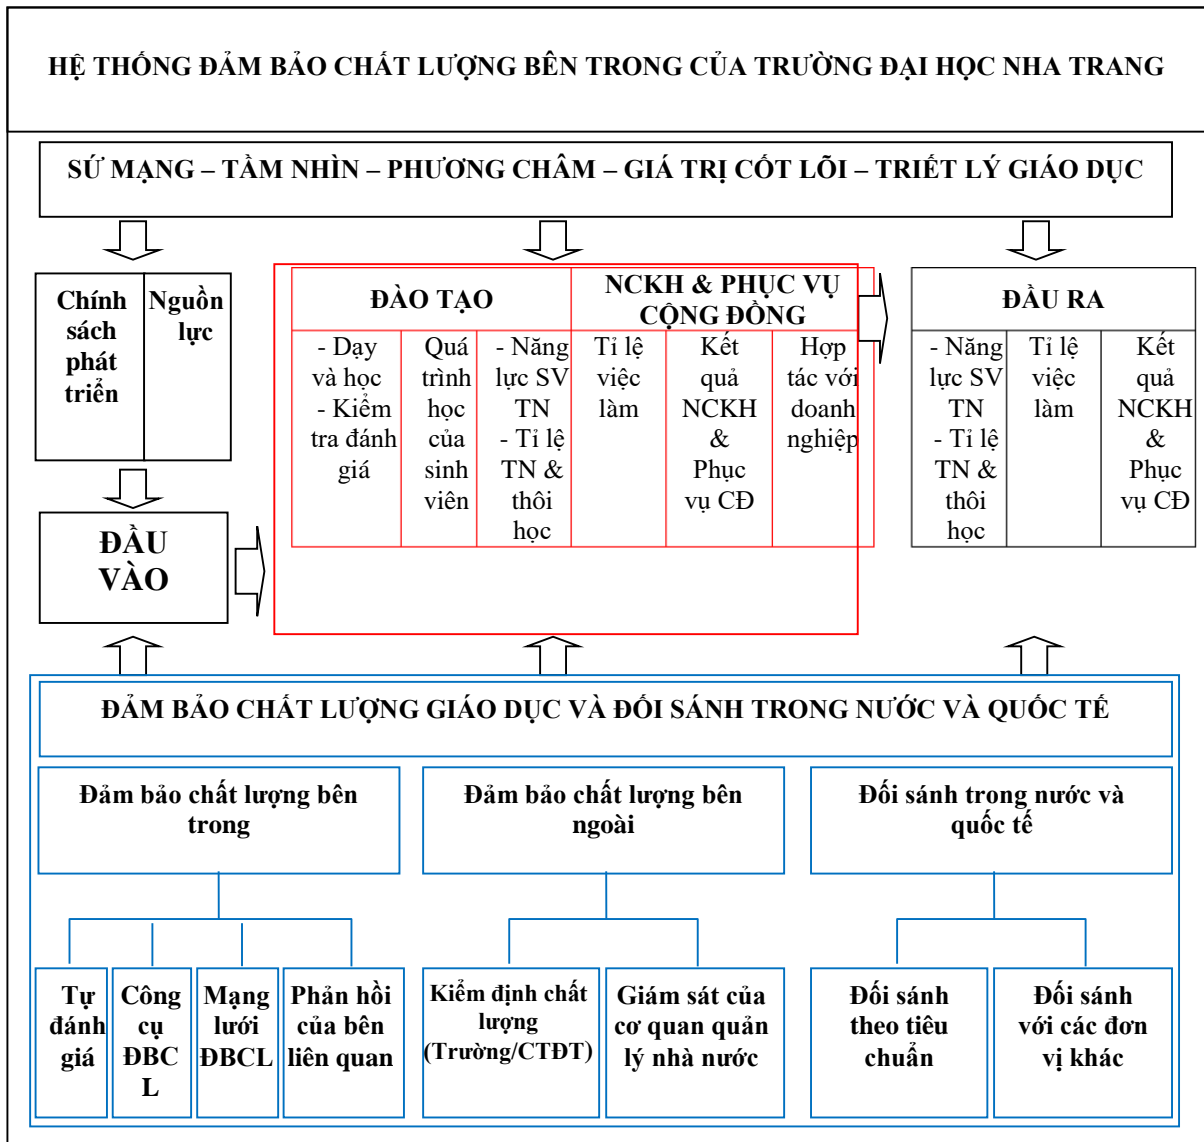 HỆ THỐNG ĐẢM BẢO CHẤT LƯỢNG BÊN TRONG CỦA TRƯỜNG ĐẠI HỌC NHA TRANG
SỨ MẠNG – TẦM NHÌN – PHƯƠNG CHÂM – GIÁ TRỊ CỐT LÕI – TRIẾT LÝ GIÁO DỤC
Chính
sách
phát
triển
Nguồn
lực
ĐẦU
VÀO
ĐÀO TẠO
- Dạy
và học
- Kiểm
tra đánh
giá
Quá
trình
học
của
sinh
viên
- Năng
lực SV
TN
- Tỉ lệ
TN &
thôi
học
NCKH & PHỤC VỤ
CỘNG ĐỒNG
Tỉ lệ
việc
làm
Kết
quả
NCKH
&
Phục
vụ CĐ
Hợp
tác với
doanh
nghiệp
ĐẦU RA
- Năng
lực SV
TN
- Tỉ lệ
TN &
thôi
học
Tỉ lệ
việc
làm
Kết
quả
NCKH
&
Phục
vụ CĐ
ĐẢM BẢO CHẤT LƯỢNG GIÁO DỤC VÀ ĐỐI SÁNH TRONG NƯỚC VÀ QUỐC TẾ
Đảm bảo chất lượng bên
trong
Đảm bảo chất lượng bên
ngoài
Đối sánh trong nước và
quốc tế
Tự
đánh
giá
Công
cụ
ĐBC
L
Mạng
lưới
ĐBCL
Phản hồi
của bên
liên quan
Kiểm định chất
lượng
(Trường/CTĐT)
Giám sát của
cơ quan quản
lý nhà nước
Đối sánh
theo tiêu
chuẩn
Đối sánh
với các đơn
vị khác